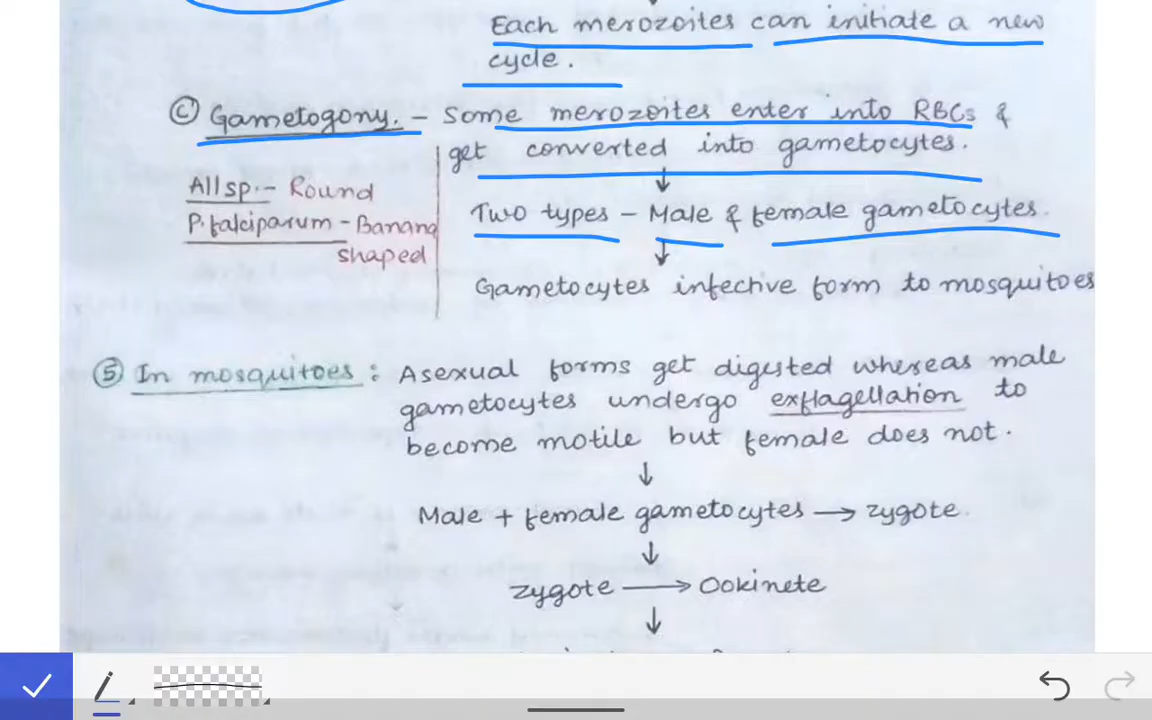 Each merozoites can initiate a new
cycle.
Ⓒ Gametogony. - Some merozoites enter into RBCs &
get converted into gametocytes.
↓
All sp. - Round
P. falciparum - Banana
shaped
Two types - Male & female gametocytes.
↓
Gametocytes infective form to mosquitoes
⑤ In mosquitoes : Asexual forms get digested whereas male
gametocytes undergo exflagellation to
become motile but female does not.
↓
Male + female gametocytes → zygote.
↓
zygote → Ookinete
↓